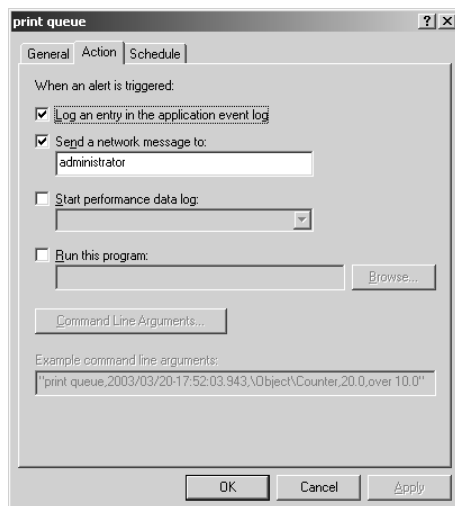 print queue
General Action Schedule
When an alert is triggered:
Log an entry in the application event log
Send a network message to:
administrator
Start performance data log:
Run this program:
Browse...
Command Line Arguments...
Example command line arguments:
"print queue,2003/03/20-17:52:03.943,\Object\Counter,20.0,over 10.0"
OK Cancel Apply